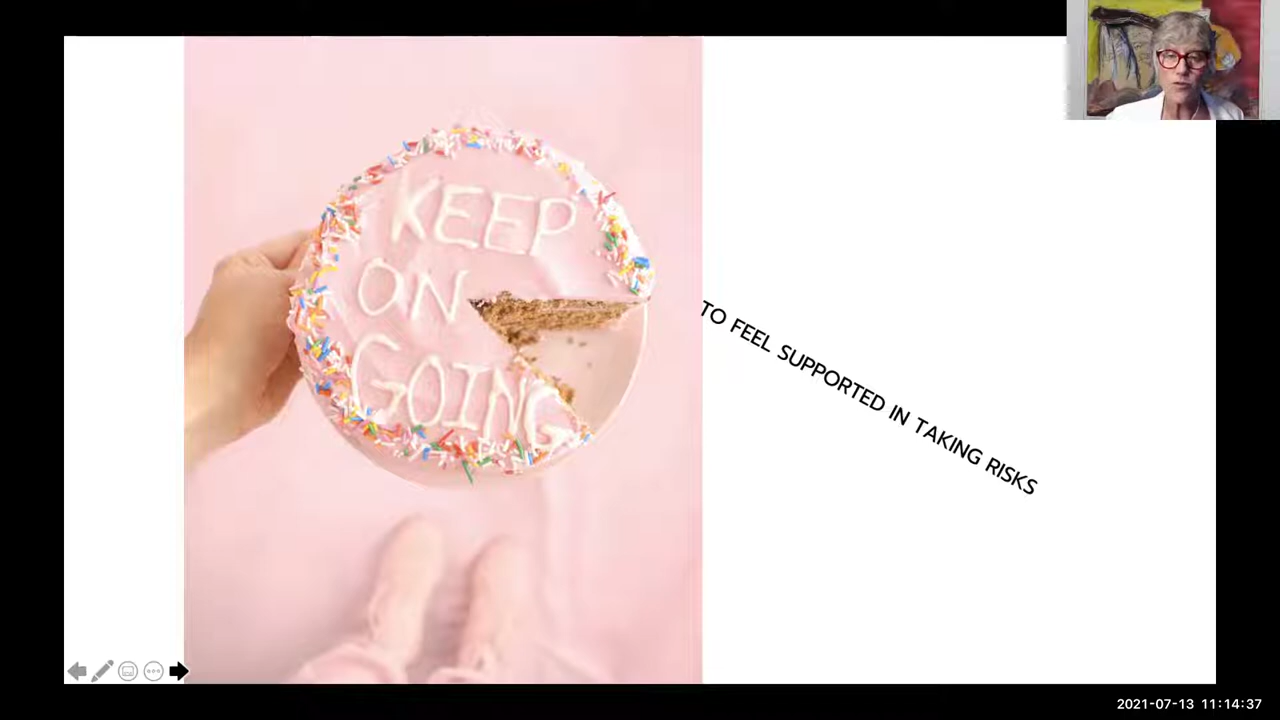 KEEP
ON
GOING
TO FEEL SUPPORTED IN TAKING RISKS
2021-07-13 11:14:37